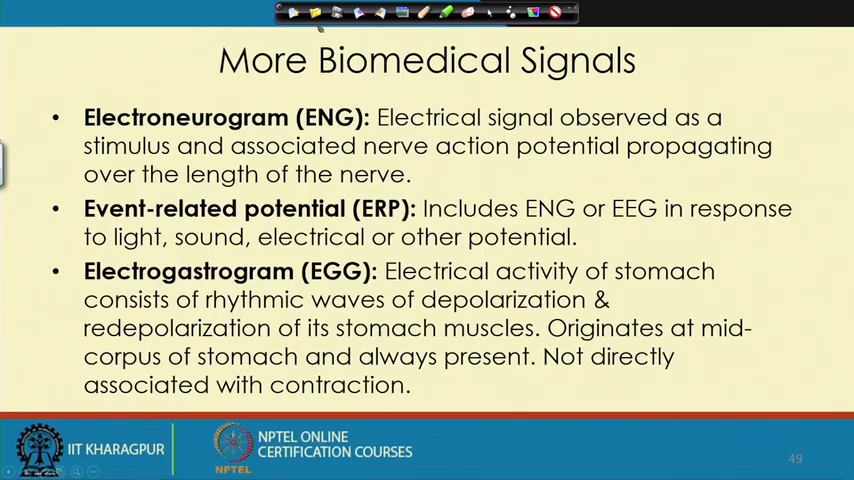 More Biomedical Signals
• Electroneurogram (ENG): Electrical signal observed as a
stimulus and associated nerve action potential propagating
over the length of the nerve.
• Event-related potential (ERP): Includes ENG or EEG in response
to light, sound, electrical or other potential.
• Electrogastrogram (EGG): Electrical activity of stomach
consists of rhythmic waves of depolarization &
redepolarization of its stomach muscles. Originates at mid-
corpus of stomach and always present. Not directly
associated with contraction.
IIT KHARAGPUR
NPTEL
NPTEL ONLINE
CERTIFICATION COURSES
49